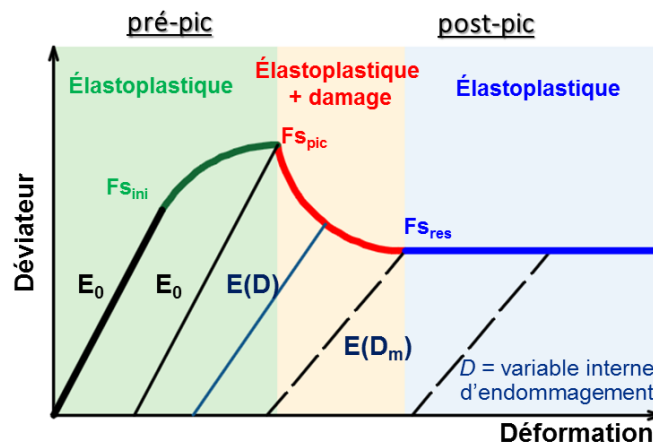 pré-pic
post-pic
Élastoplastique
Élastoplastique
+ damage
Élastoplastique
Fs_pic
Fs_ini
Fs_res
Déviateur
E_0
E_0
E(D)
E(D_m)
D = variable interne
d'endommagement
Déformation